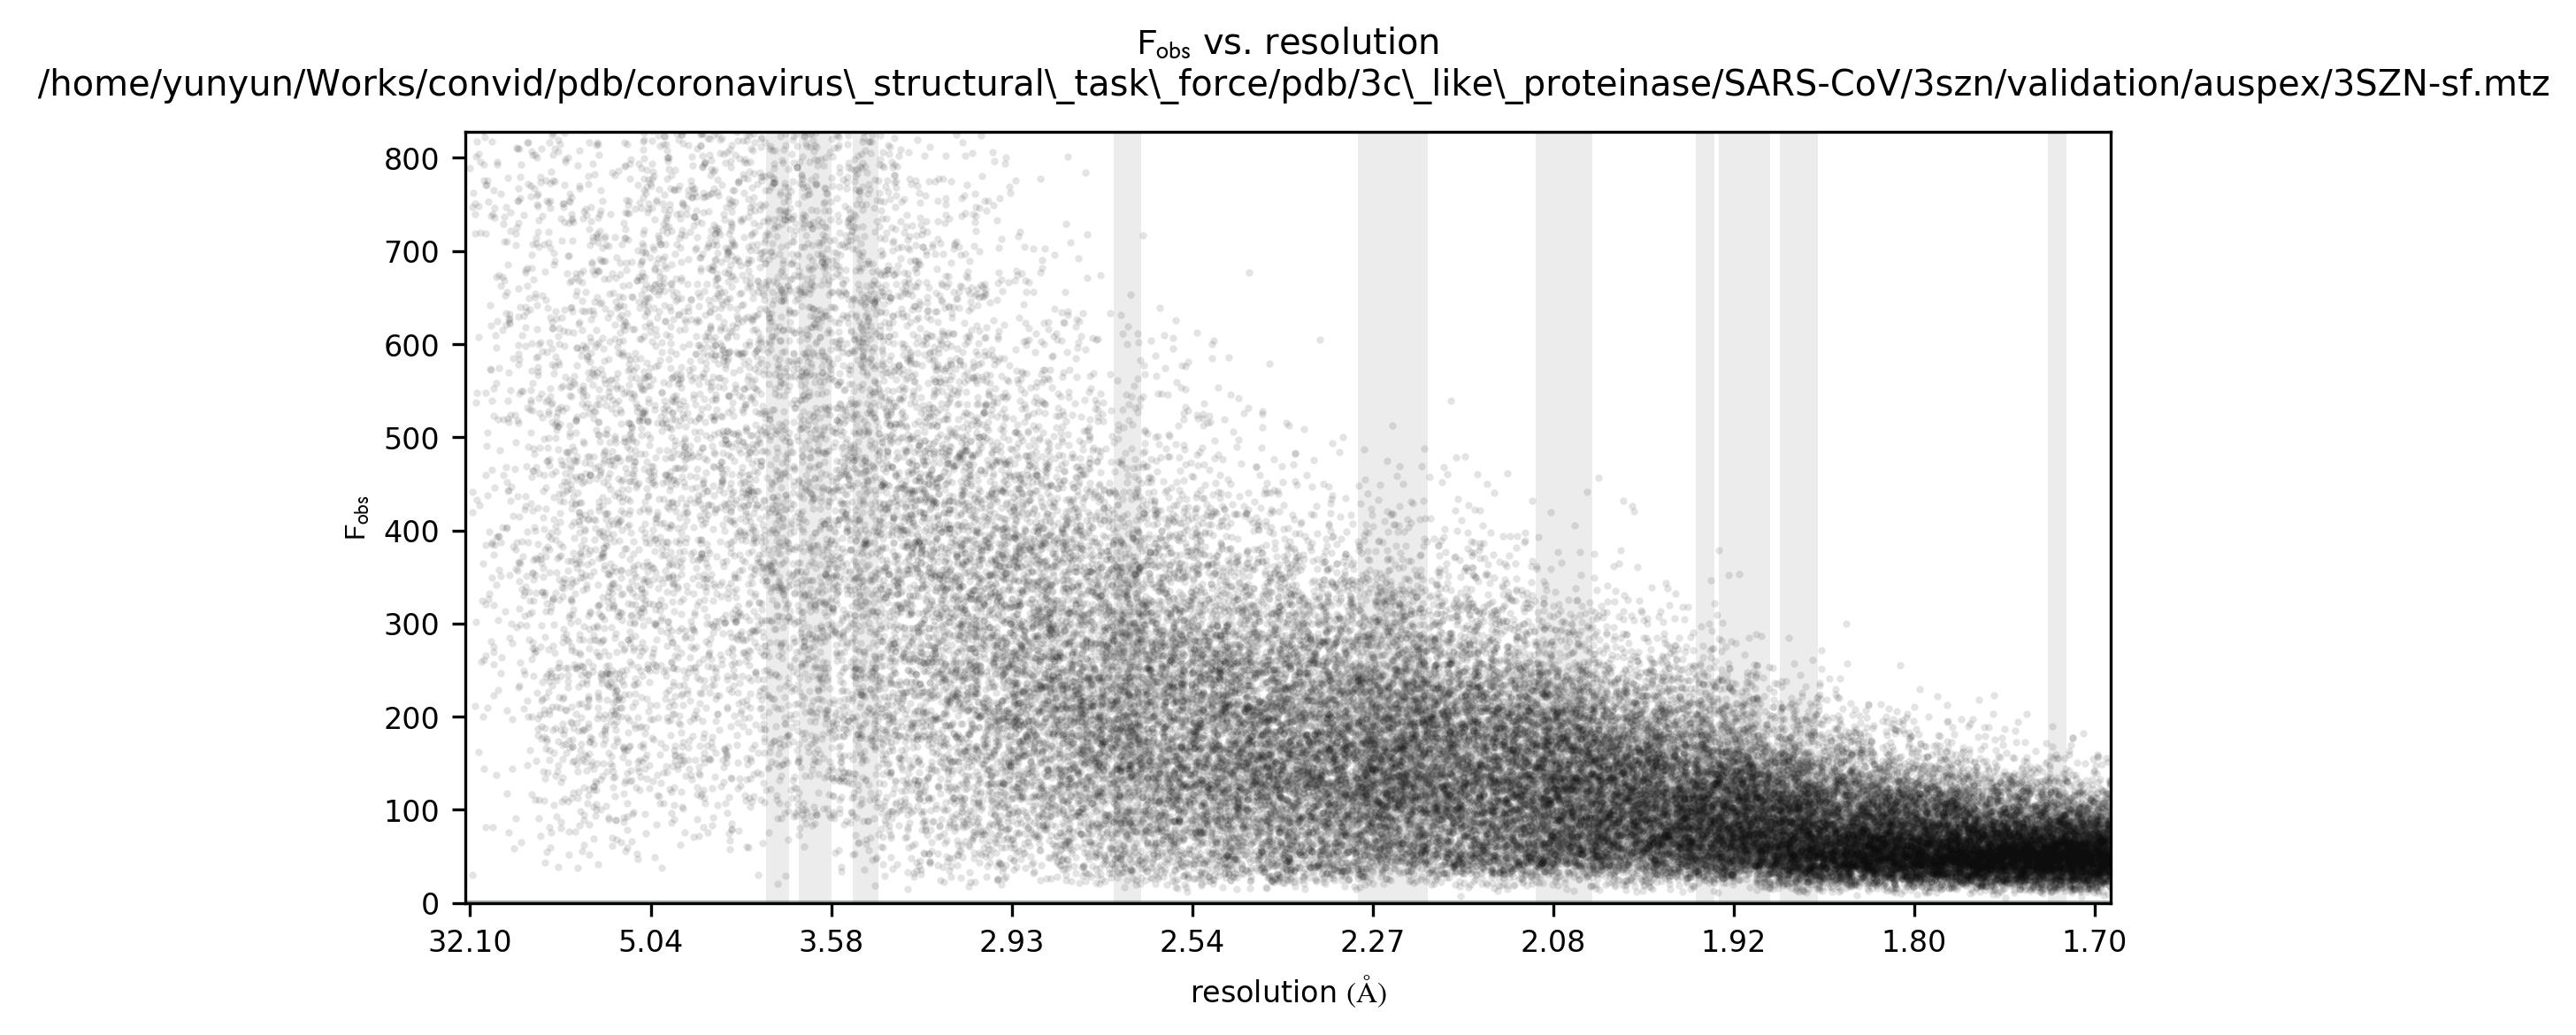 F_obs vs. resolution
/home/yunyun/Works/convid/pdb/coronavirus\_structural\_task\_force/pdb/3c\_like\_proteinase/SARS-CoV/3szn/validation/auspex/3SZN-sf.mtz
800
700
600
500
400
300
200
100
0
F_obs
32.10 5.04 3.58 2.93 2.54 2.27 2.08 1.92 1.80 1.70
resolution (Å)